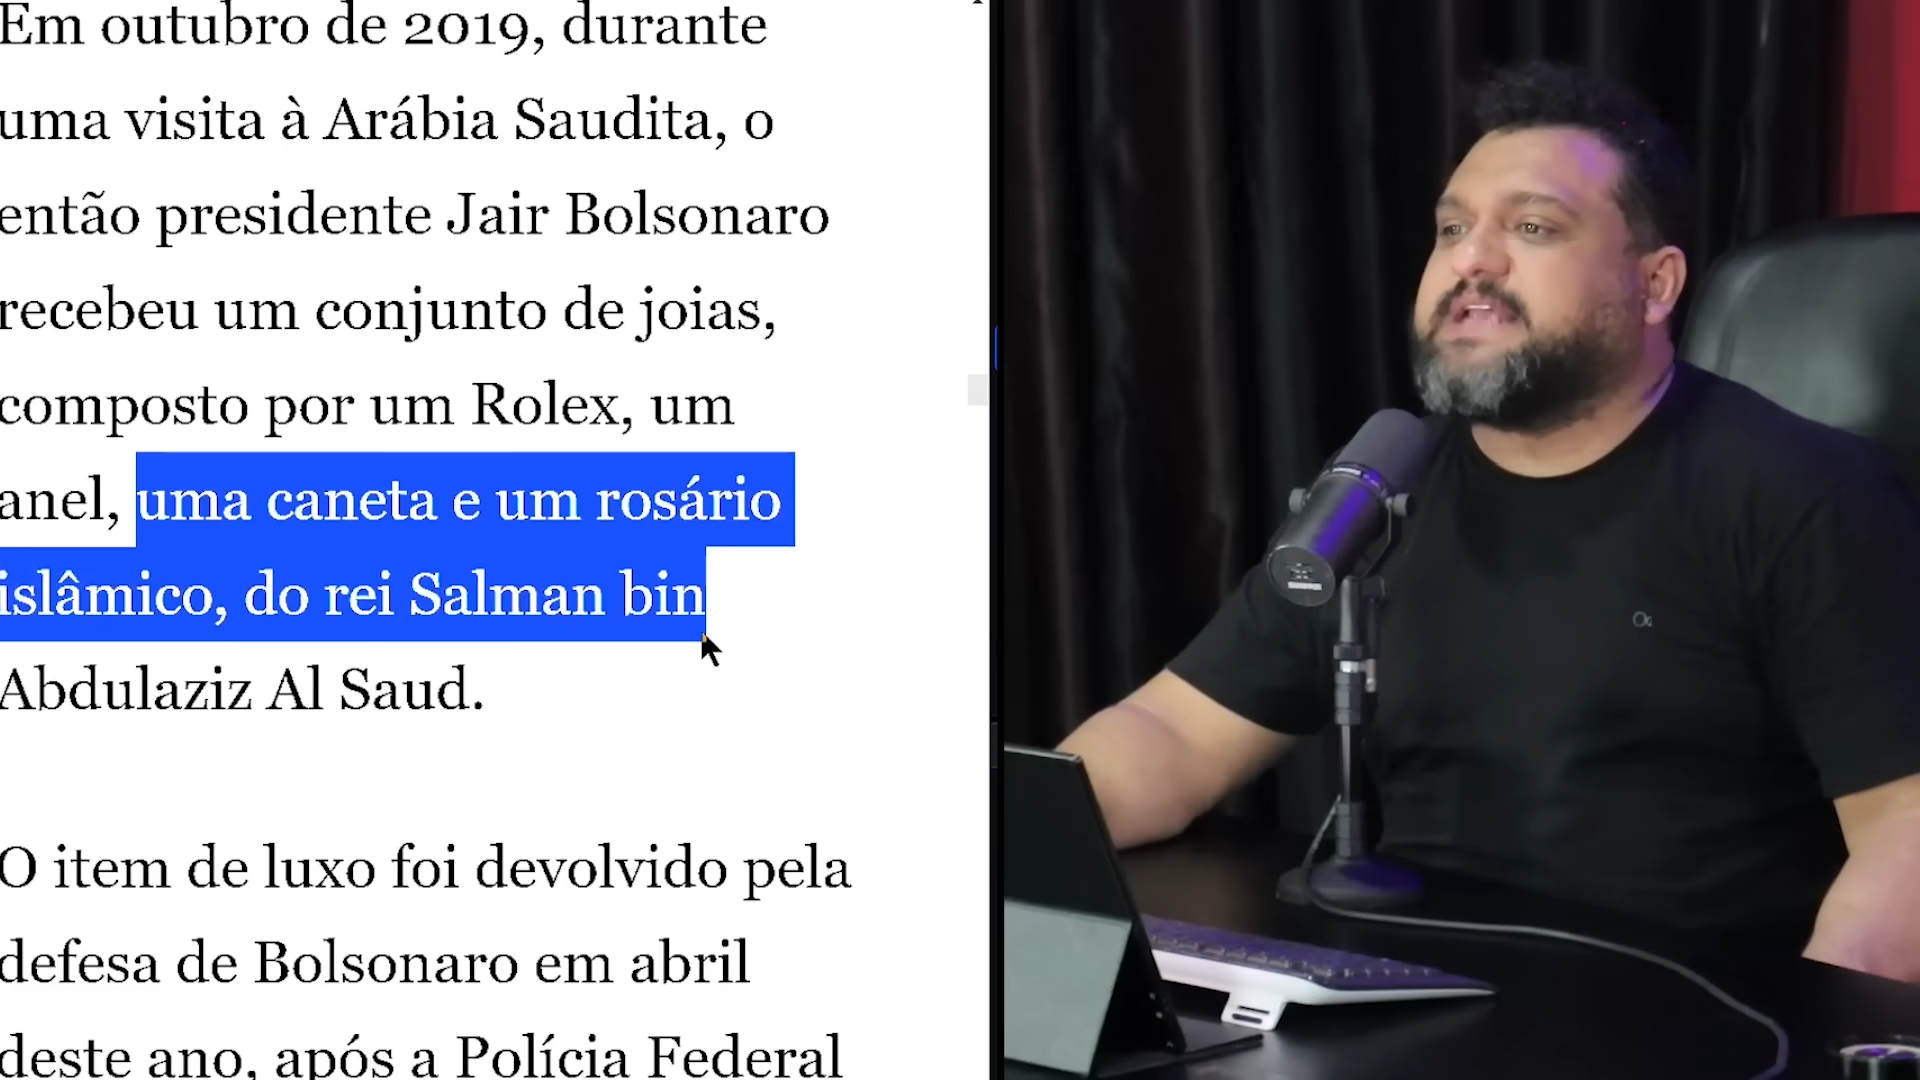 Em outubro de 2019, durante
uma visita à Arábia Saudita, o
então presidente Jair Bolsonaro
recebeu um conjunto de joias,
composto por um Rolex, um
anel, uma caneta e um rosário
islâmico, do rei Salman bin
Abdulaziz Al Saud.
O item de luxo foi devolvido pela
defesa de Bolsonaro em abril
deste ano, após a Polícia Federal